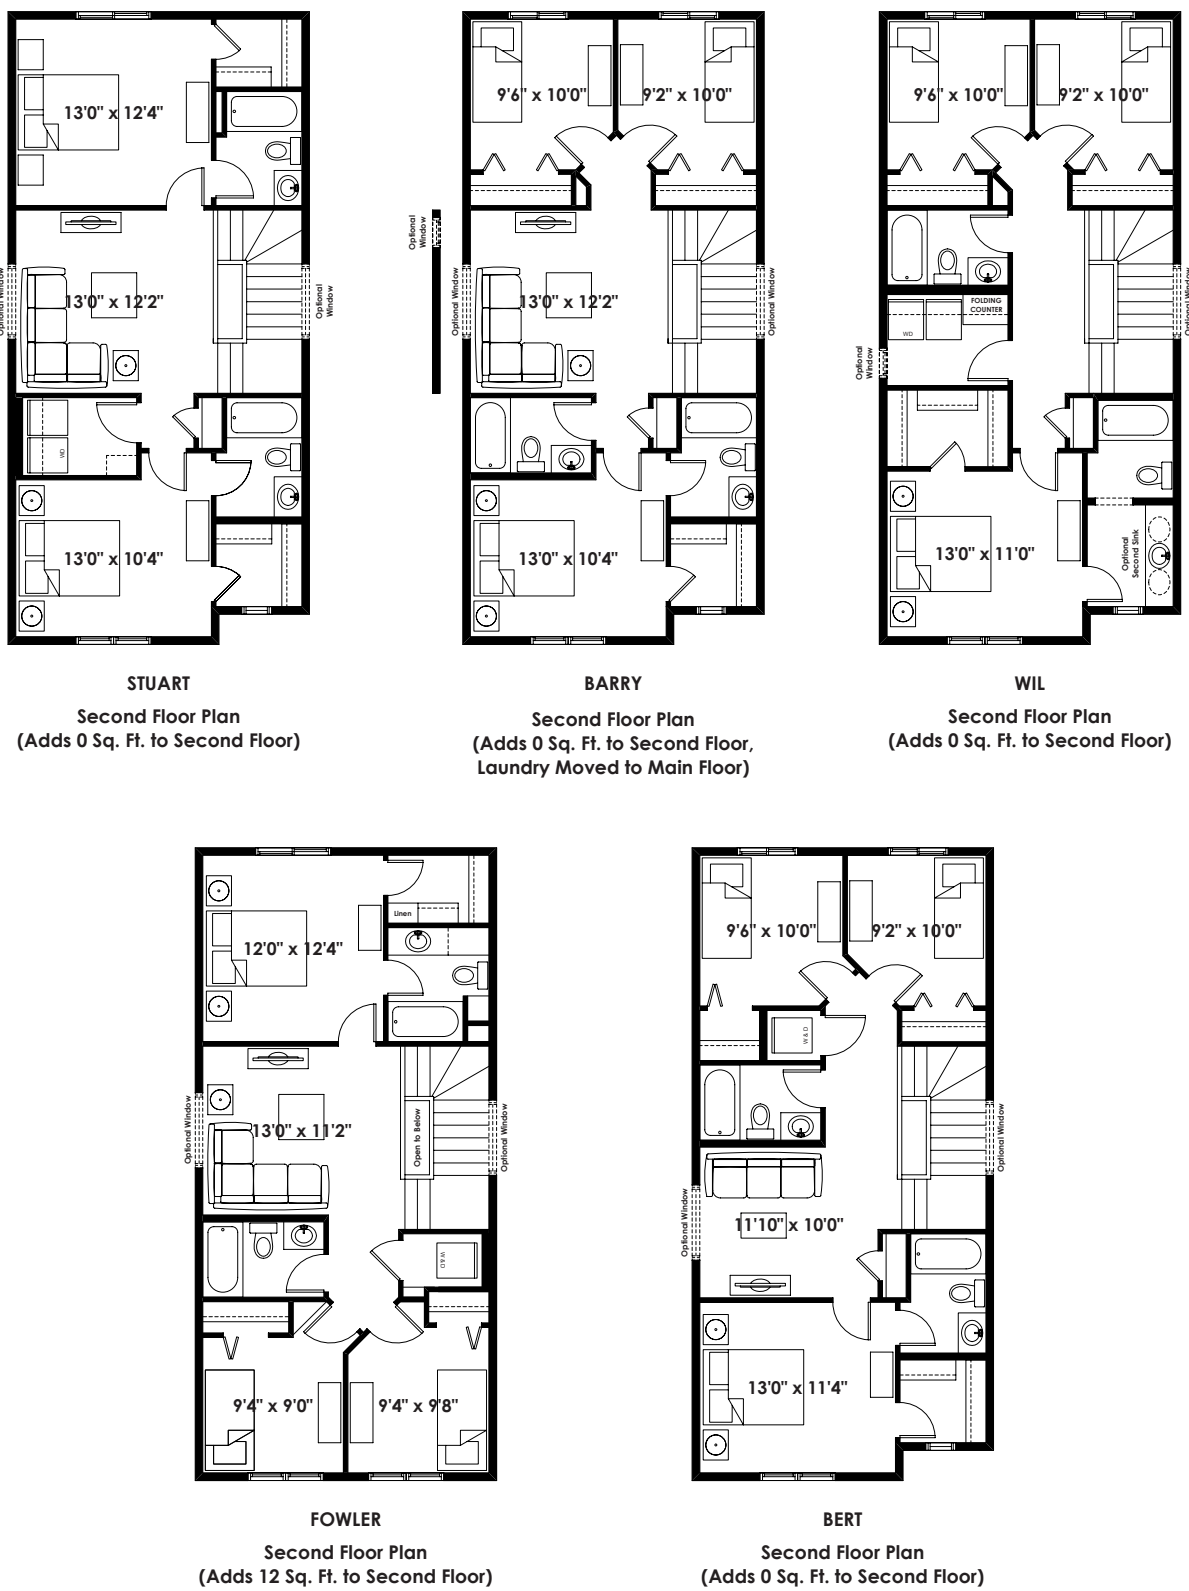 13'0" x 12'4"
13'0" x 12'2"
Optional Window
Optional
Window
WD
13'0" x 10'4"
STUART
Second Floor Plan
(Adds 0 Sq. Ft. to Second Floor)
9'6" x 10'0"
9'2" x 10'0"
Optional
Window
Optional Window
13'0" x 12'2"
Optional Window
13'0" x 10'4"
BARRY
Second Floor Plan
(Adds 0 Sq. Ft. to Second Floor,
Laundry Moved to Main Floor)
9'6" x 10'0"
9'2" x 10'0"
FOLDING
COUNTER
WD
Optional Window
Optional
Window
13'0" x 11'0"
Optional
Second Sink
WIL
Second Floor Plan
(Adds 0 Sq. Ft. to Second Floor)
Linen
12'0" x 12'4"
Optional Window
13'0" x 11'2"
Open to Below
Optional Window
W & D
9'4" x 9'0"
9'4" x 9'8"
FOWLER
Second Floor Plan
(Adds 12 Sq. Ft. to Second Floor)
9'6" x 10'0"
9'2" x 10'0"
W & D
Optional Window
Optional Window
11'10" x 10'0"
13'0" x 11'4"
BERT
Second Floor Plan
(Adds 0 Sq. Ft. to Second Floor)